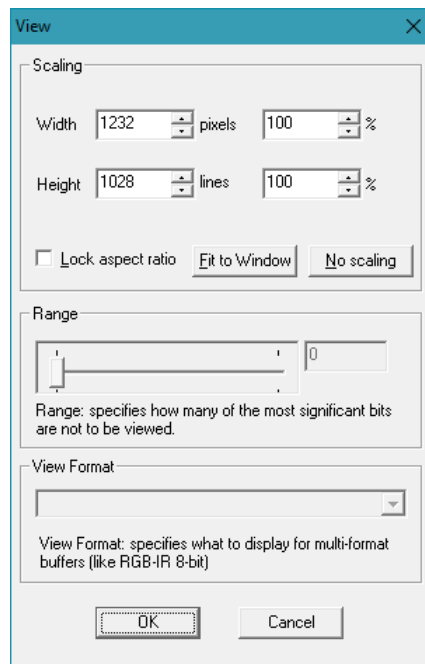 View
Scaling
Width 1232 pixels 100 %
Height 1028 lines 100 %
Lock aspect ratio Fit to Window No scaling
Range
0
Range: specifies how many of the most significant bits
are not to be viewed.
View Format
View Format: specifies what to display for multi-format
buffers (like RGB-IR 8-bit)
OK Cancel